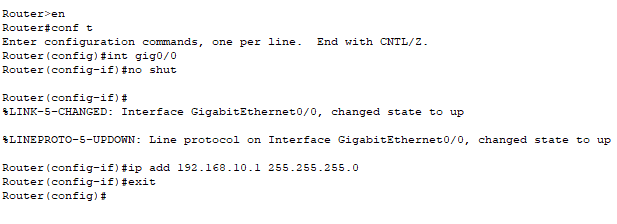 Router>en
Router#conf t
Enter configuration commands, one per line.  End with CNTL/Z.
Router(config)#int gig0/0
Router(config-if)#no shut
Router(config-if)#
%LINK-5-CHANGED: Interface GigabitEthernet0/0, changed state to up
%LINEPROTO-5-UPDOWN: Line protocol on Interface GigabitEthernet0/0, changed state to up
Router(config-if)#ip add 192.168.10.1 255.255.255.0
Router(config-if)#exit
Router(config)#